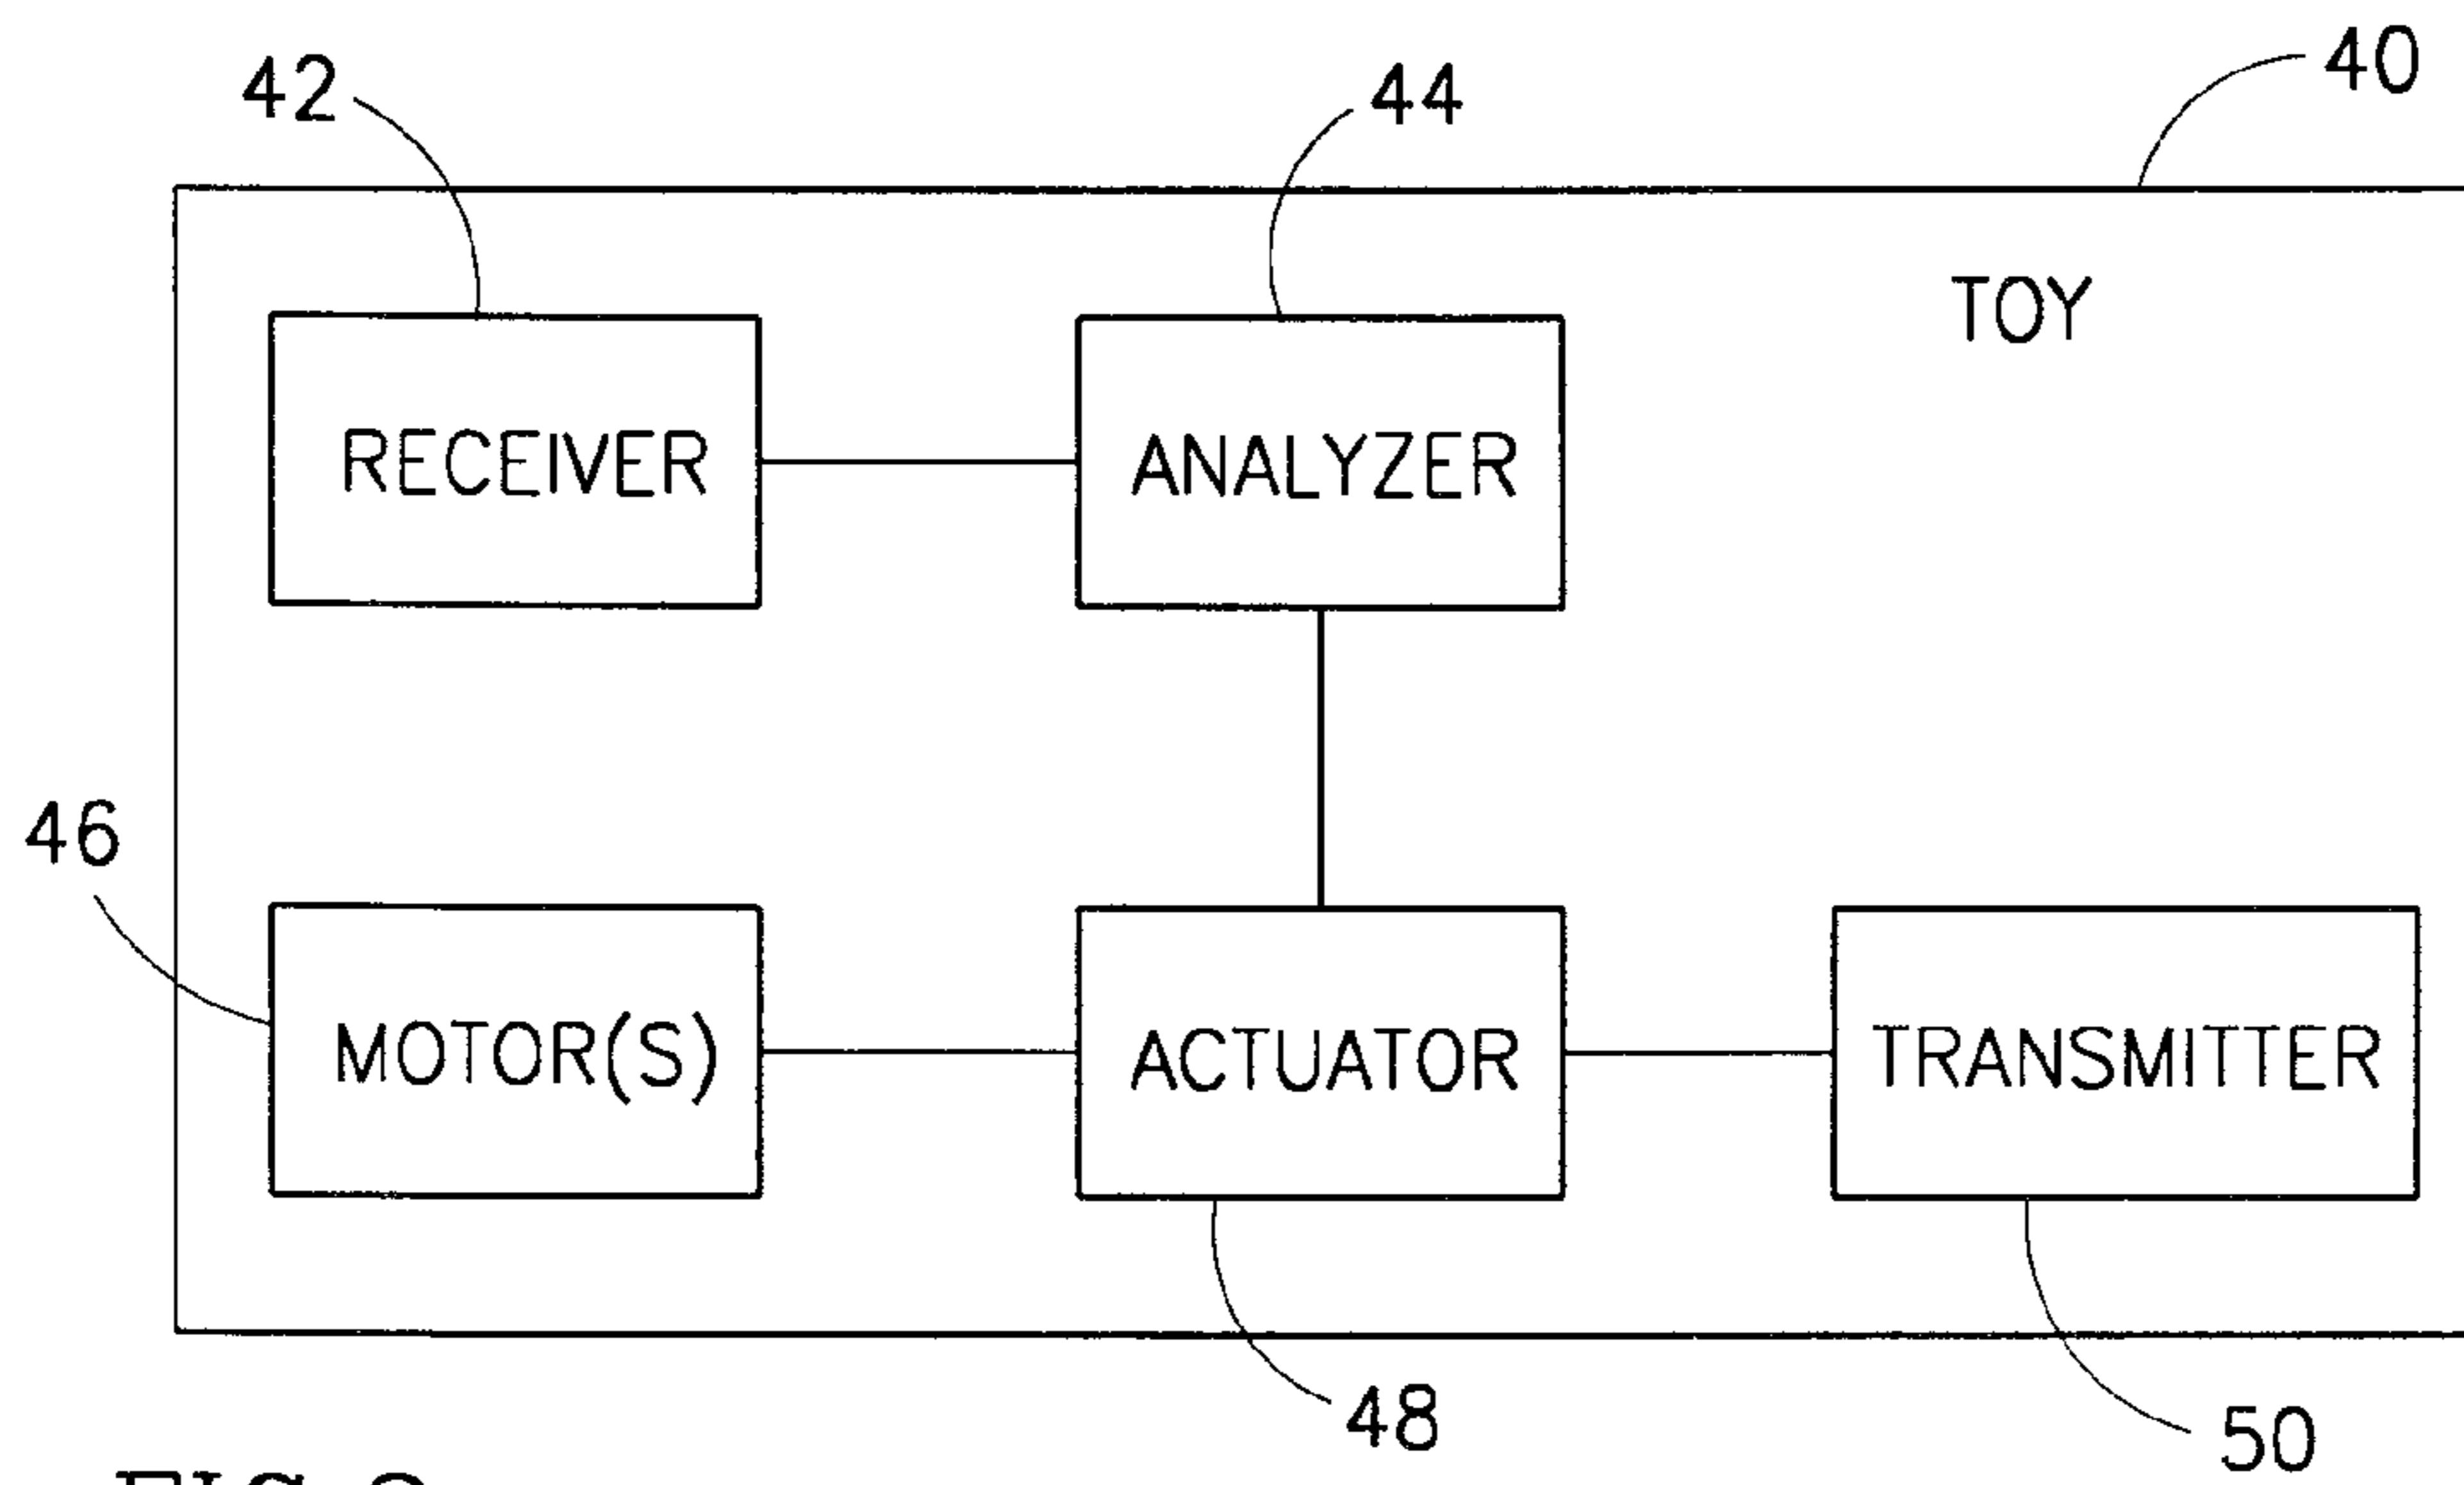 42
44
40
TOY
RECEIVER
ANALYZER
46
MOTOR(S)
ACTUATOR
TRANSMITTER
48
50